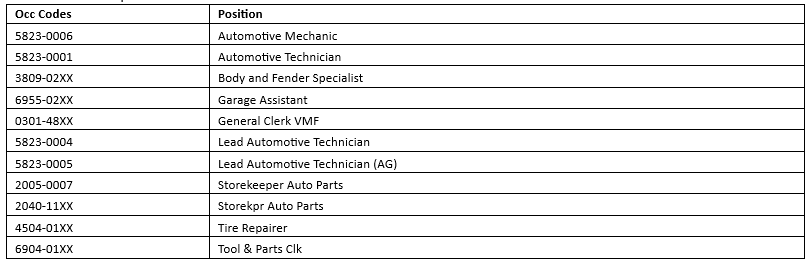 Occ Codes Position
5823-0006 Automotive Mechanic
5823-0001 Automotive Technician
3809-02XX Body and Fender Specialist
6955-02XX Garage Assistant
0301-48XX General Clerk VMF
5823-0004 Lead Automotive Technician
5823-0005 Lead Automotive Technician (AG)
2005-0007 Storekeeper Auto Parts
2040-11XX Storekpr Auto Parts
4504-01XX Tire Repairer
6904-01XX Tool & Parts Clk